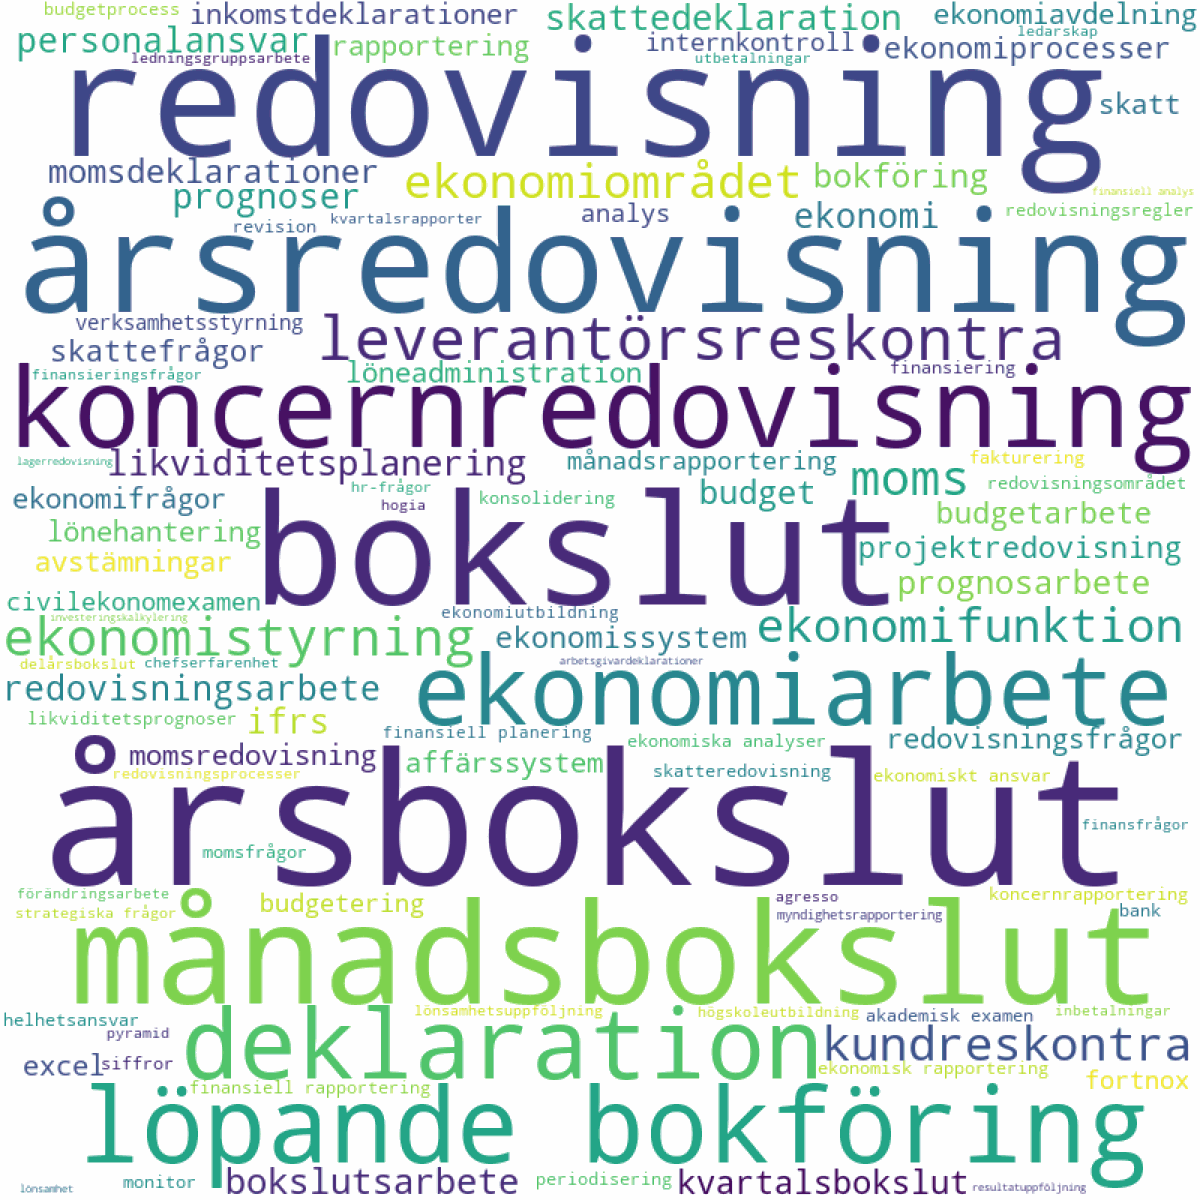 budgetprocess
inkomstdeklarationer
skattedeklaration
ekonomiavdelning
ledarskap
personalansvar
rapportering
internkontroll
ekonomiprocesser
ledningsgruppsarbete
utbetalningar
redovisning
skatt
momsdeklarationer
ekonomiområdet
bokföring
prognoser
finansiell analys
årsredovisning
revision
kvartalsrapporter
analys
ekonomi
redovisningsregler
verksamhetsstyrning
leverantörsreskontra
skattefrågor
finansieringsfrågor
löneadministration
finansiering
koncernredovisning
lagerredovisning
likviditetsplanering
månadsrapportering
fakturering
moms
redovisningsområdet
ekonomifrågor
hr-frågor
hogia
konsolidering
budget
bokslut
budgetarbete
lönehantering
avstämningar
projektredovisning
prognosarbete
civilekonomexamen
investeringskalkylering
ekonomiutbildning
ekonomistyrning
ekonomissystem
ekonomifunktion
delårsbokslut
chefserfarenhet
arbetsgivardeklarationer
redovisningsarbete
ekonomiarbete
likviditetsprognoser
ifrs
finansiell planering
ekonomiska analyser
redovisningsfrågor
momsredovisning
affärssystem
skatteredovisning
ekonomiskt ansvar
redovisningsprocesser
årsbokslut
finansfrågor
momsfrågor
förändringsarbete
strategiska frågor
budgetering
agresso
myndighetsrapportering
koncernrapportering
bank
månadsbokslut
helhetsansvar
pyramid
lönsamhetsuppföljning
högskoleutbildning
akademisk examen
inbetalningar
deklaration
kundreskontra
excel
siffror
ekonomisk rapportering
fortnox
finansiell rapportering
löpande bokföring
lönsamhet
monitor
bokslutsarbete
periodisering
kvartalsbokslut
resultatuppföljning